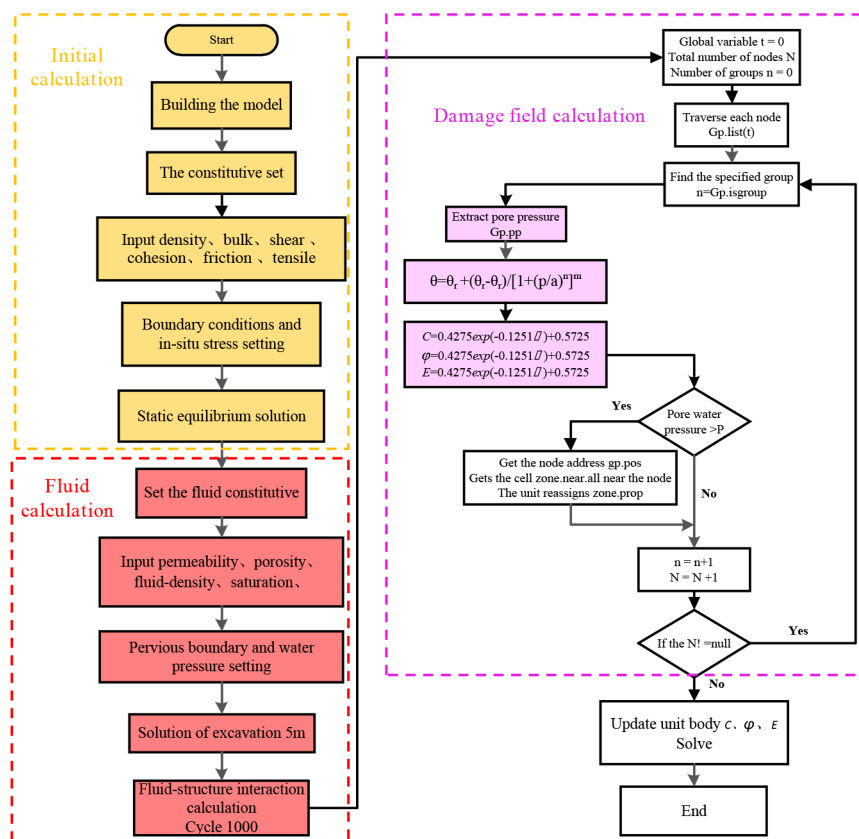 Initial
calculation
Start
Building the model
The constitutive set
Input density、bulk、shear 、
cohesion、friction 、tensile
Boundary conditions and
in-situ stress setting
Static equilibrium solution
Fluid
calculation
Set the fluid constitutive
Input permeability、porosity、
fluid-density、saturation、
Pervious boundary and water
pressure setting
Solution of excavation 5m
Fluid-structure interaction
calculation
Cycle 1000
Damage field calculation
Global variable t = 0
Total number of nodes N
Number of groups n = 0
Traverse each node
Gp.list(t)
Find the specified group
n=Gp.isgroup
Extract pore pressure
Gp.pp
θ=θr +(θr-θr)/[1+(p/a)ⁿ]ᵐ
C=0.4275exp(-0.1251▯)+0.5725
φ=0.4275exp(-0.1251▯)+0.5725
E=0.4275exp(-0.1251▯)+0.5725
Pore water
pressure >P
Yes
Get the node address gp.pos
Gets the cell zone.near.all near the node
The unit reassigns zone.prop
No
n = n+1
N = N +1
If the N! =null
Yes
No
Update unit body C、φ、E
Solve
End